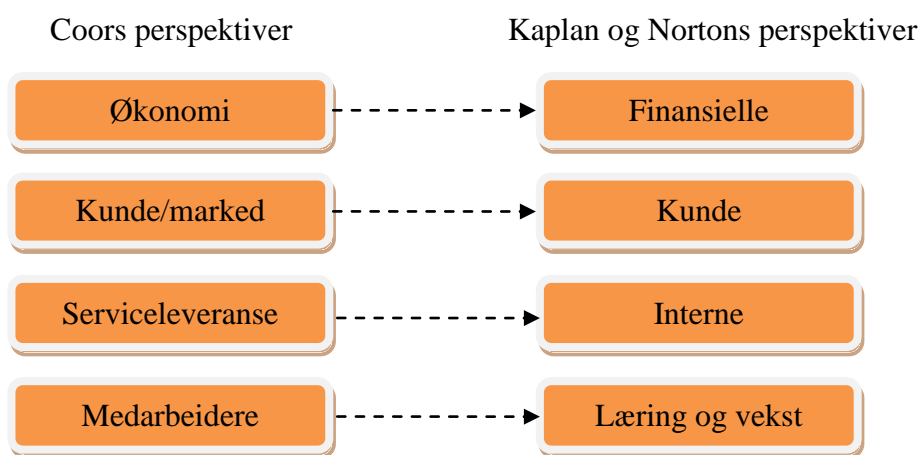 Coors perspektiver
Kaplan og Nortons perspektiver
Økonomi
Finansielle
Kunde/marked
Kunde
Serviceleveranse
Interne
Medarbeidere
Læring og vekst